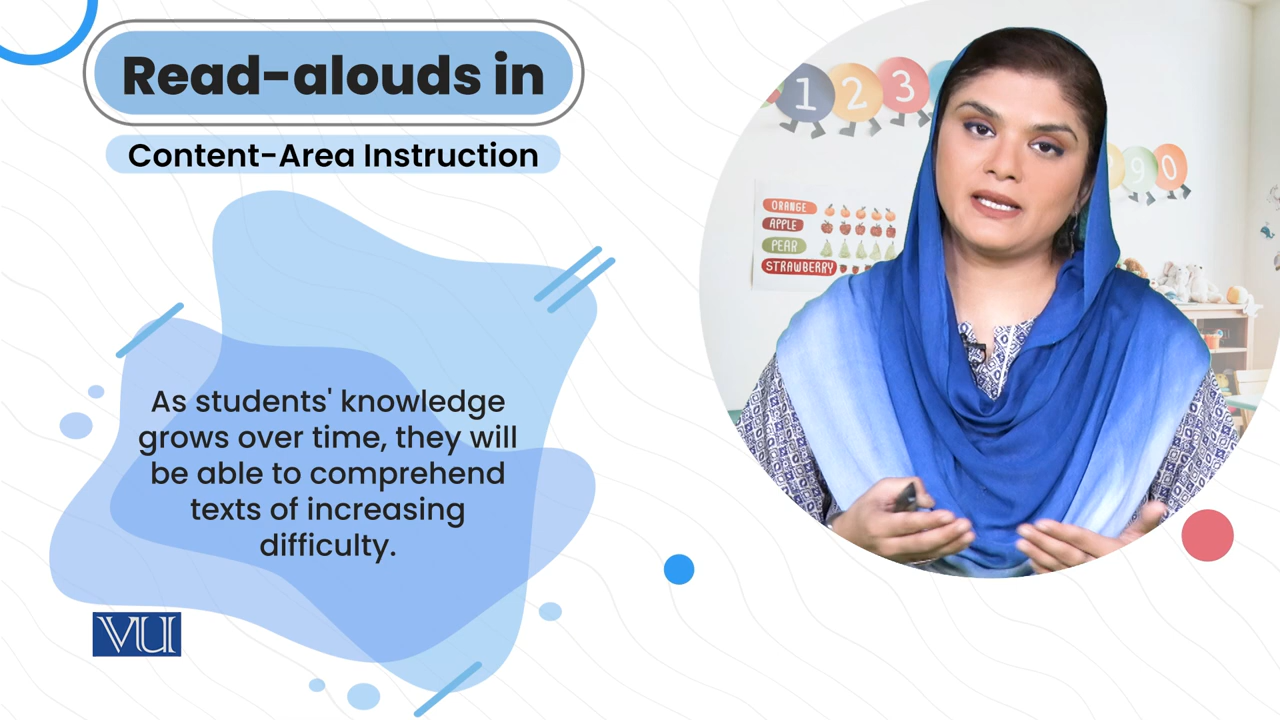 Read-alouds in
Content-Area Instruction
As students' knowledge
grows over time, they will
be able to comprehend
texts of increasing
difficulty.
VU
1 2 3
9 0
ORANGE
APPLE
PEAR
STRAWBERRY